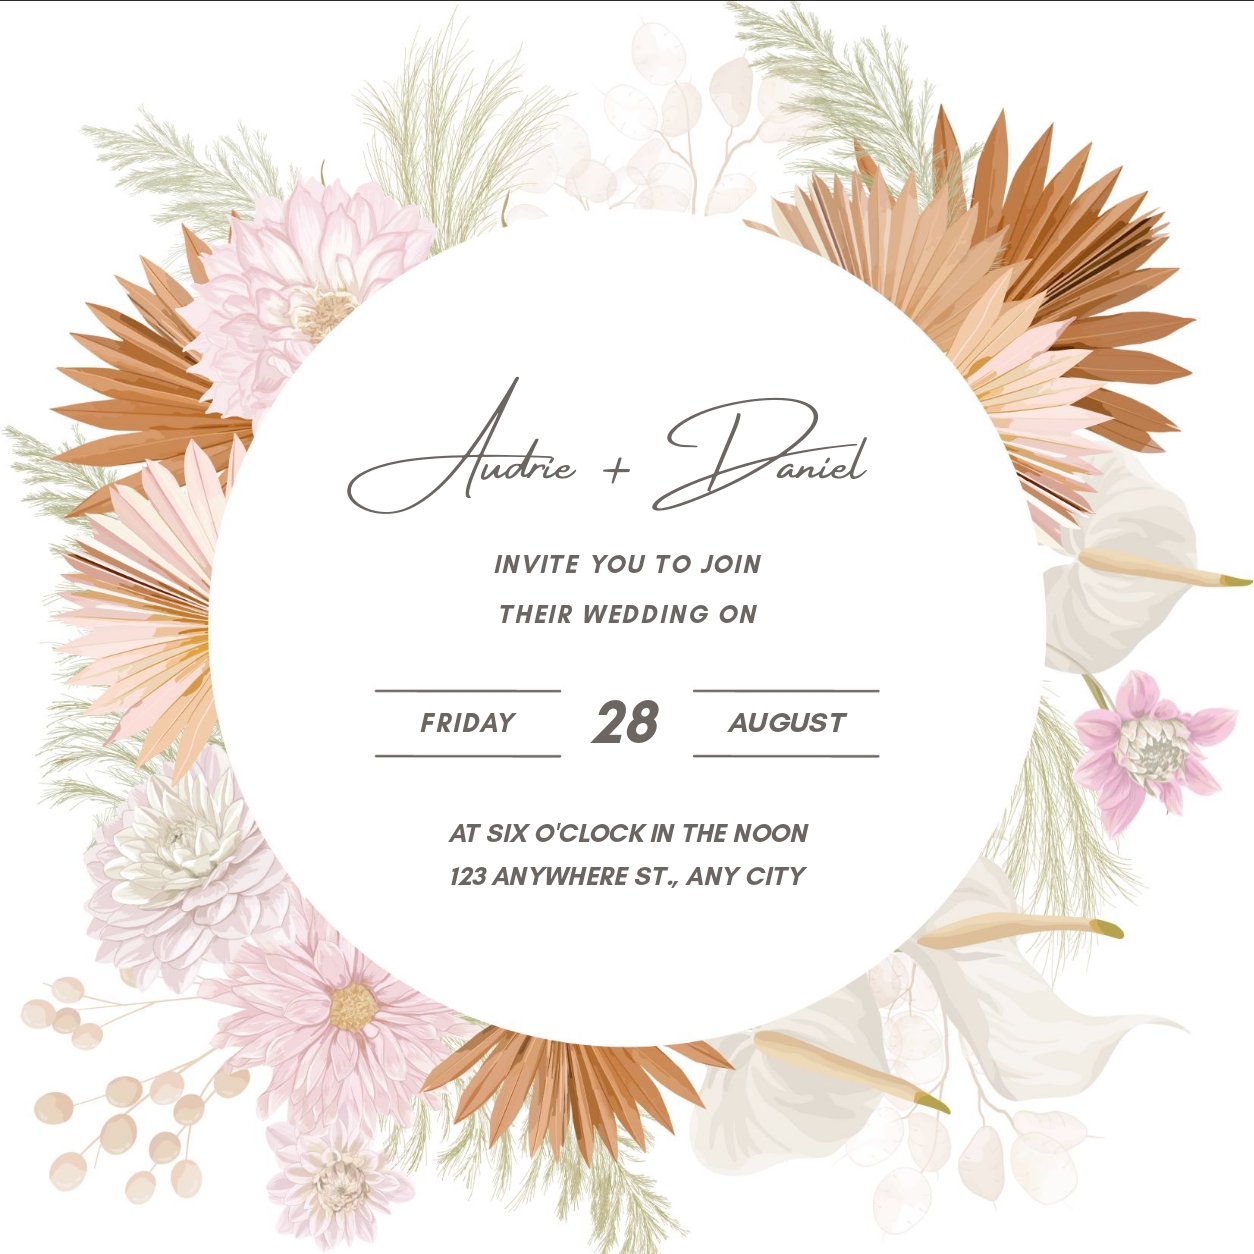 Audrie + Daniel
INVITE YOU TO JOIN
THEIR WEDDING ON
FRIDAY 28 AUGUST
AT SIX O'CLOCK IN THE NOON
123 ANYWHERE ST., ANY CITY